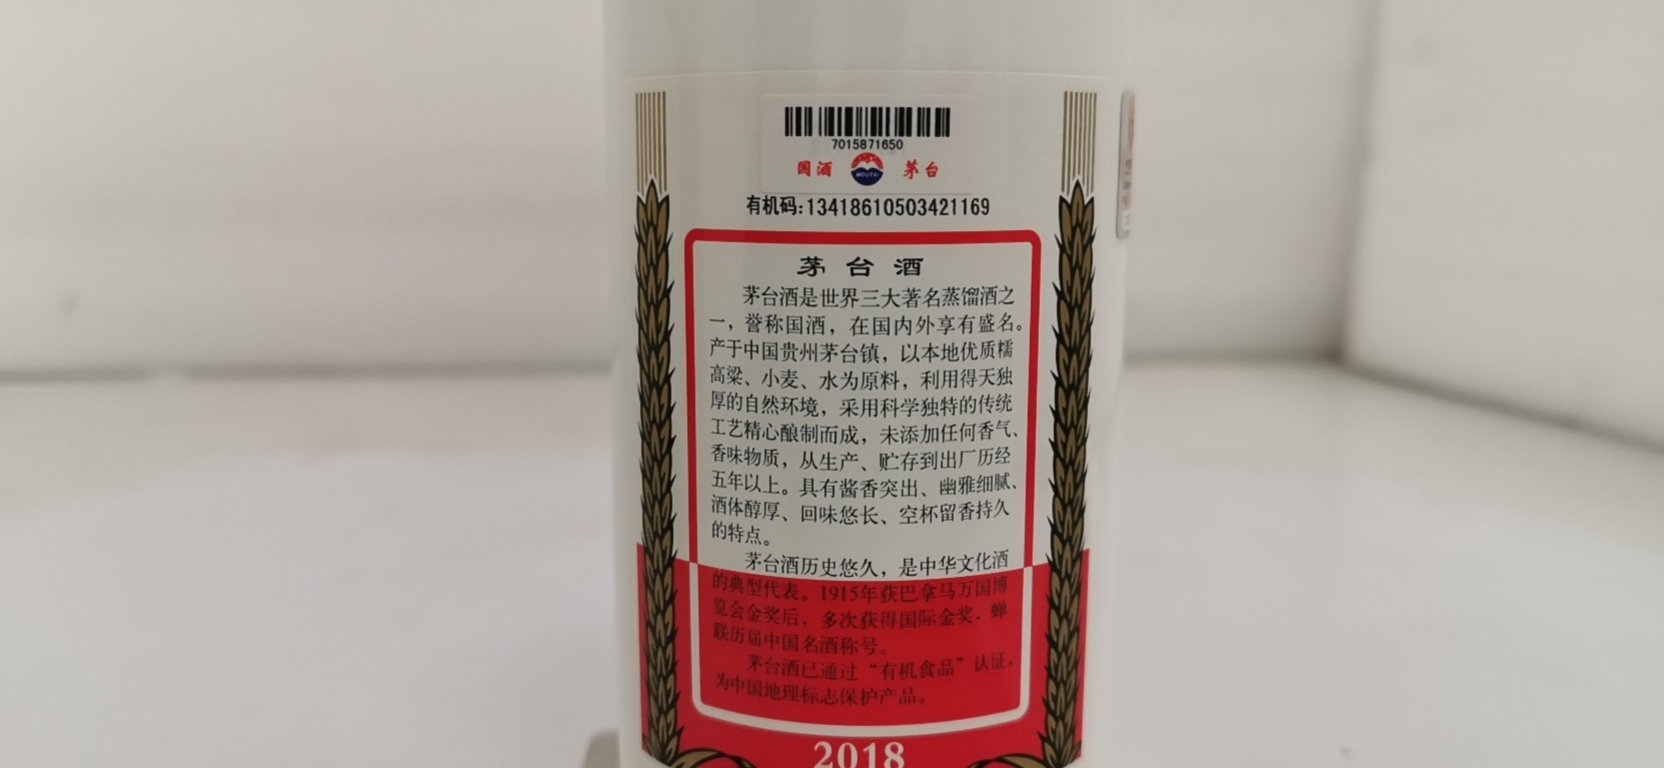 7015871650
国酒 MOUTAI 茅台
有机码:13418610503421169
茅台酒
茅台酒是世界三大著名蒸馏酒之
一，誉称国酒，在国内外享有盛名。
产于中国贵州茅台镇，以本地优质糯
高粱、小麦、水为原料，利用得天独
厚的自然环境，采用科学独特的传统
工艺精心酿制而成，未添加任何香气、
香味物质，从生产、贮存到出厂历经
五年以上。具有酱香突出、幽雅细腻、
酒体醇厚、回味悠长、空杯留香持久
的特点。
茅台酒历史悠久，是中华文化酒
的典型代表。1915年获巴拿马万国博
览会金奖后，多次获得国际金奖，蝉
联历届中国名酒称号。
茅台酒已通过“有机食品”认证，
为中国地理标志保护产品。
2018